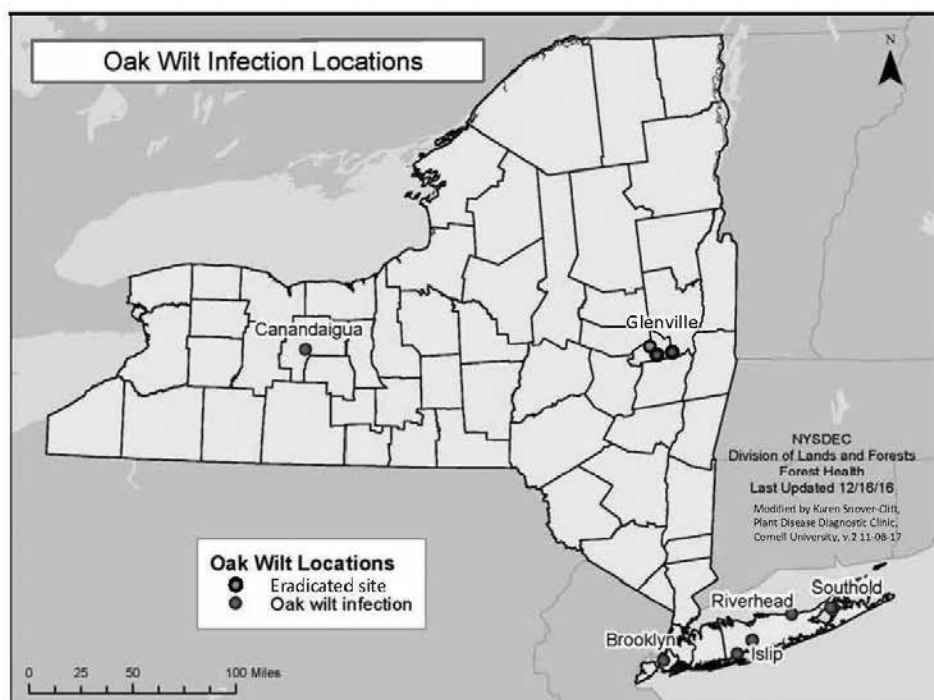 Oak Wilt Infection Locations
N
Canandaigua
Glenville
NYSDEC
Division of Lands and Forests
Forest Health
Last Updated 12/16/16
Modified by Karen Snover-Clift,
Plant Disease Diagnostic Clinic,
Cornell University, v.2 11-08-17
Oak Wilt Locations
Eradicated site
Oak wilt infection
Southold
Riverhead
Brooklyn
Islip
0 25 50 100 Miles